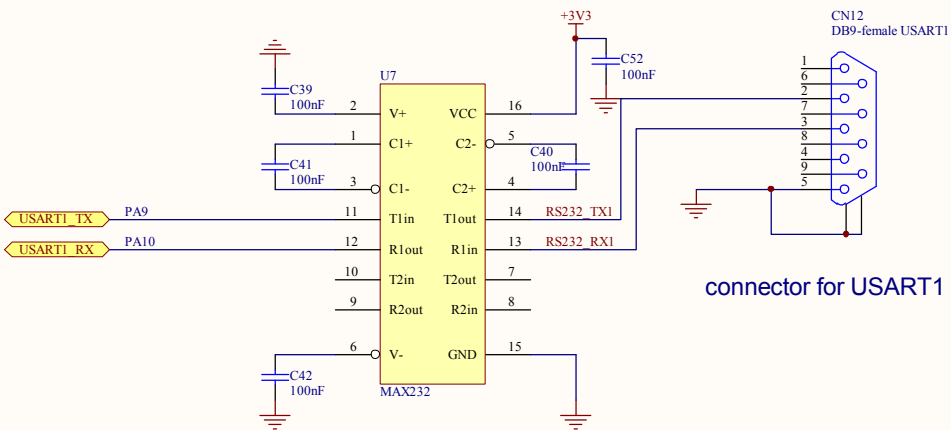 +3V3
CN12
DB9-female USART1
C52
100nF
U7
C39
100nF
2 V+ VCC 16
1 C1+ C2- 5
C41
100nF
C40
100nF
3 C1- C2+ 4
USART1_TX PA9 11 T1in T1out 14 RS232_TX1
USART1_RX PA10 12 R1out R1in 13 RS232_RX1
10 T2in T2out 7
9 R2out R2in 8
6 V- GND 15
C42
100nF
MAX232
1
6
2
7
3
8
4
9
5
connector for USART1